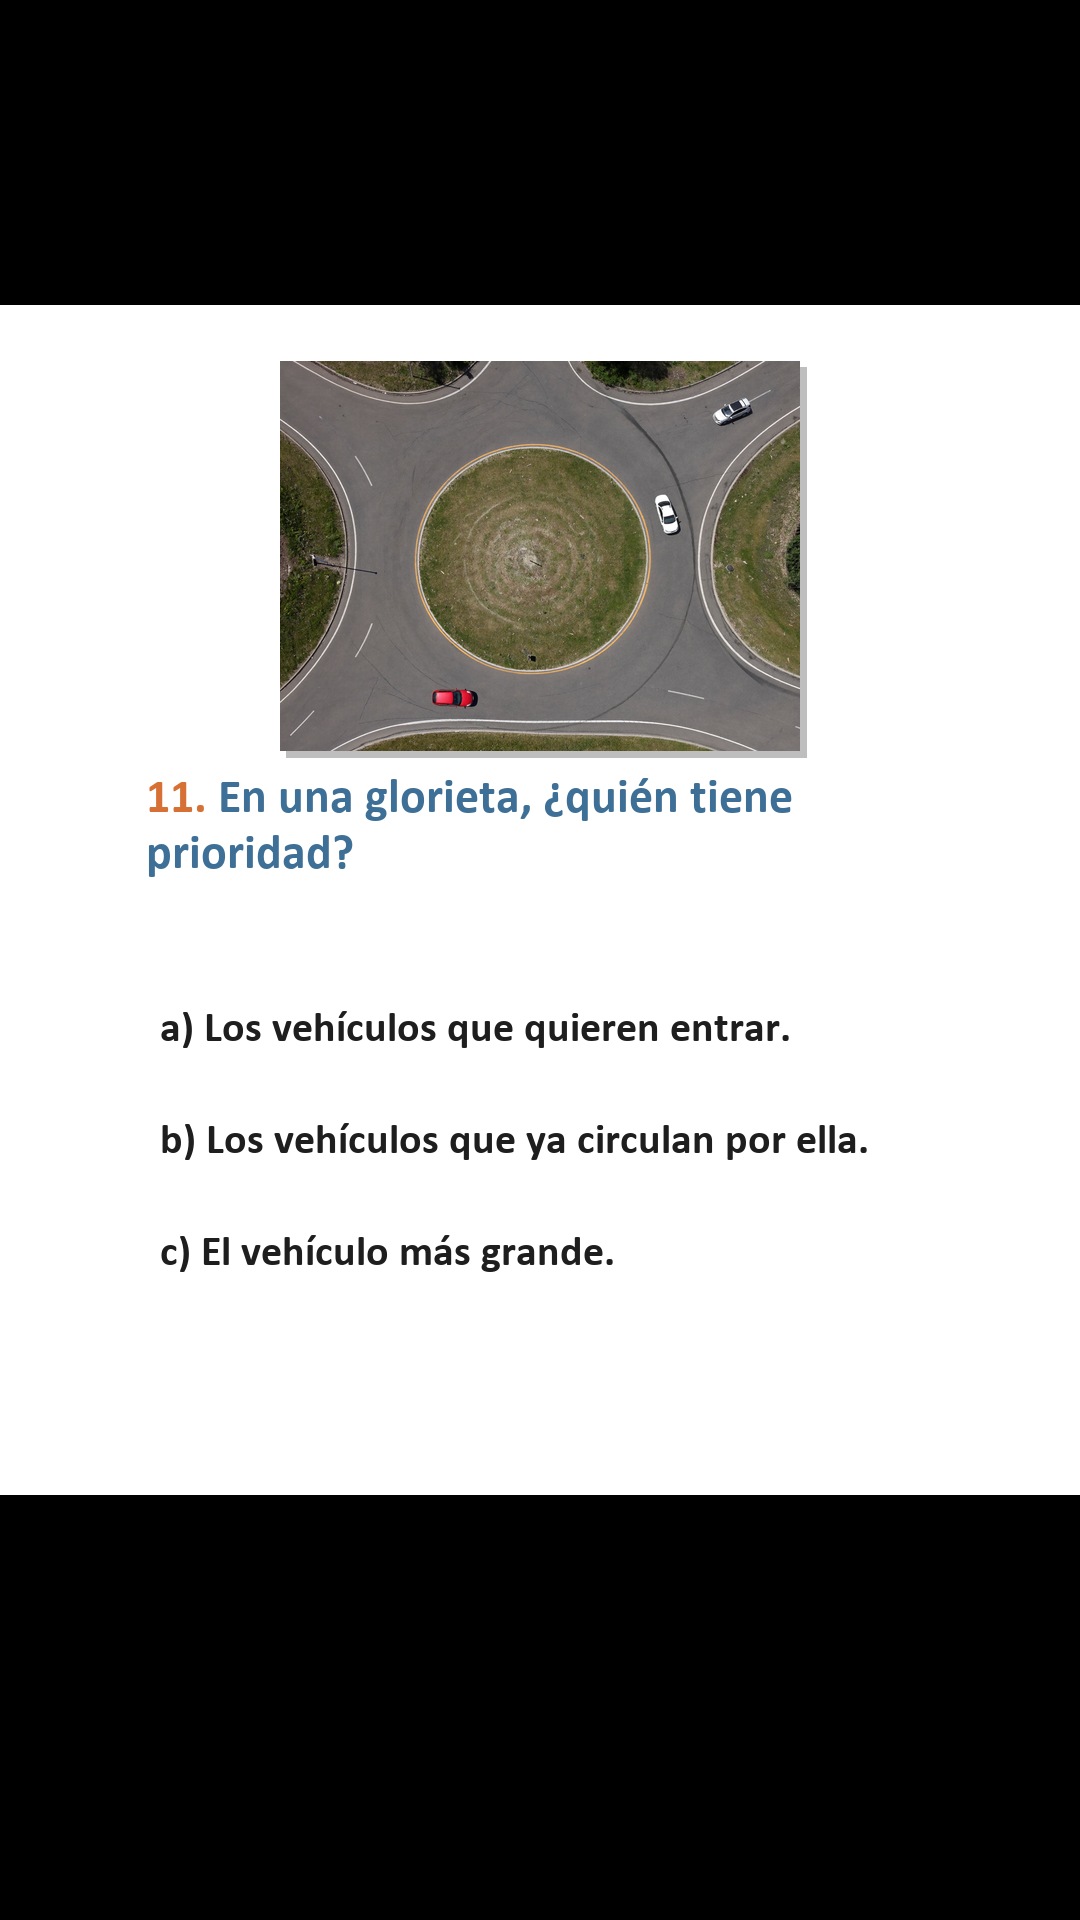 11. En una glorieta, ¿quién tiene
prioridad?
a) Los vehículos que quieren entrar.
b) Los vehículos que ya circulan por ella.
c) El vehículo más grande.